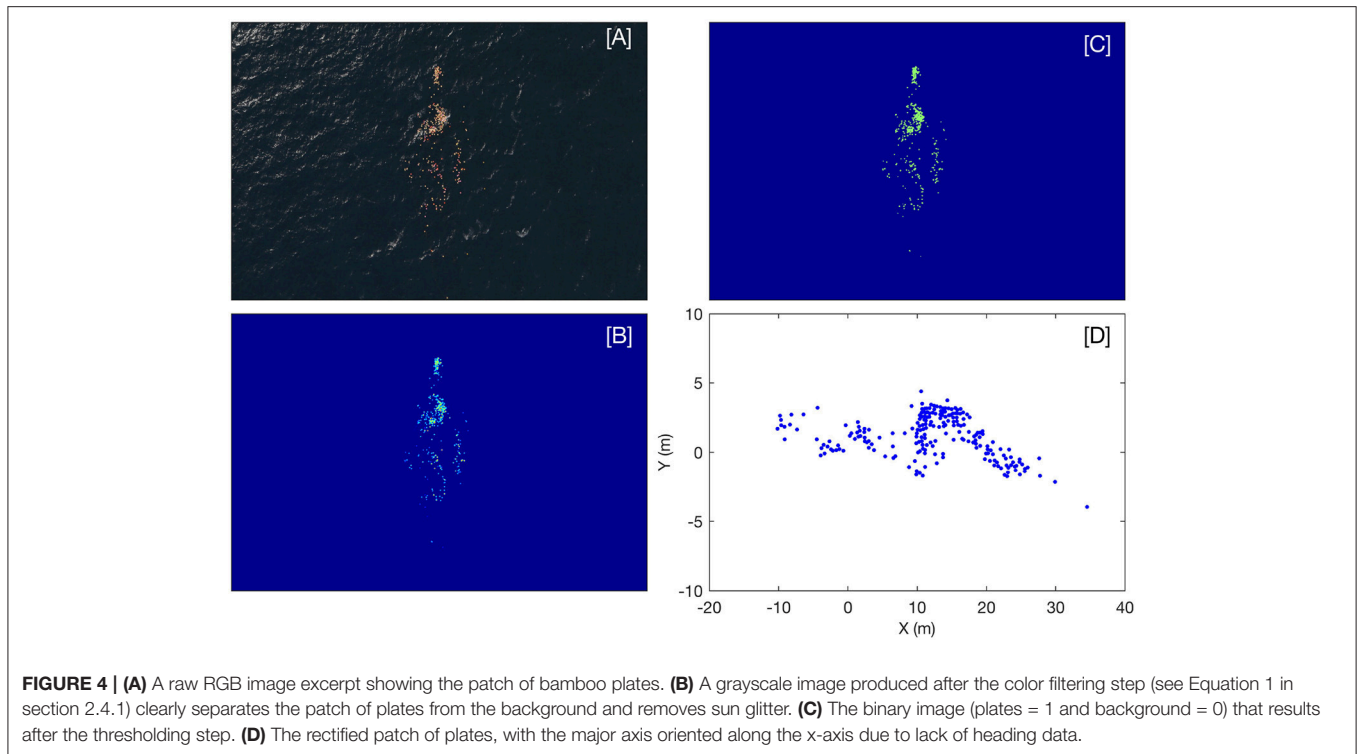 [A]
[C]
[B]
[D]
10
5
0
-5
-10
Y (m)
-20
-10
0
10
20
30
40
X (m)
FIGURE 4 | (A) A raw RGB image excerpt showing the patch of bamboo plates. (B) A grayscale image produced after the color filtering step (see Equation 1 in
section 2.4.1) clearly separates the patch of plates from the background and removes sun glitter. (C) The binary image (plates = 1 and background = 0) that results
after the thresholding step. (D) The rectified patch of plates, with the major axis oriented along the x-axis due to lack of heading data.